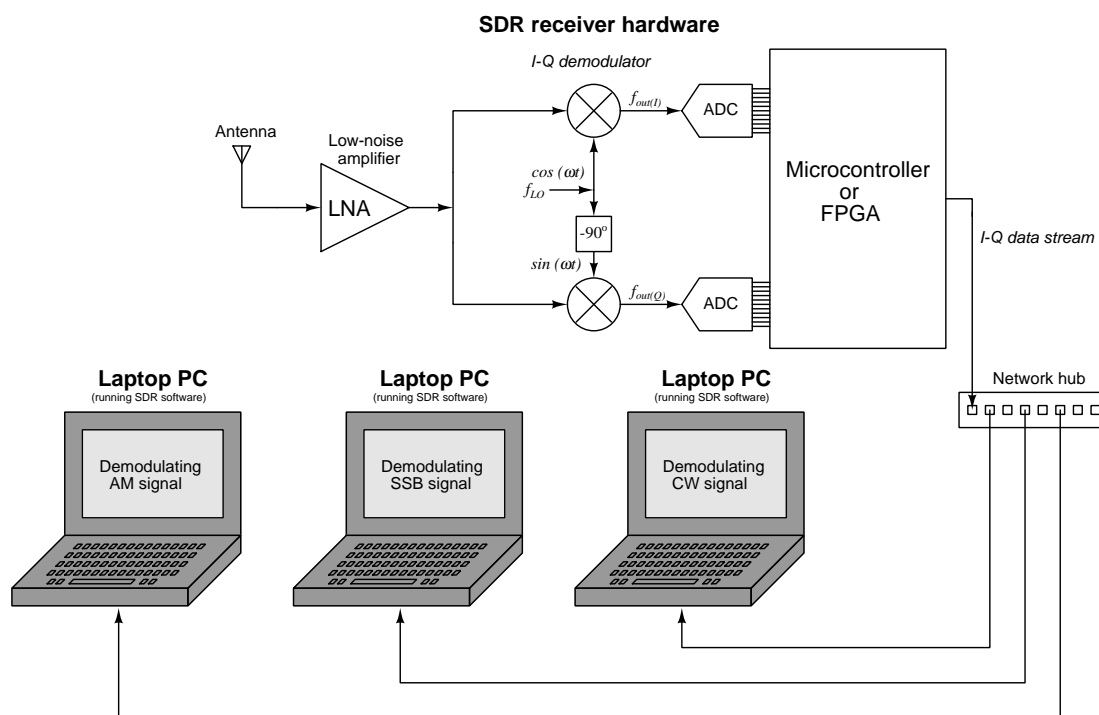 SDR receiver hardware
I-Q demodulator
f_out(I)
ADC
Antenna
Low-noise
amplifier
LNA
cos (ωt)
f_LO
-90°
sin (ωt)
f_out(Q)
ADC
Microcontroller
or
FPGA
I-Q data stream
Network hub
Laptop PC
(running SDR software)
Demodulating
AM signal
Laptop PC
(running SDR software)
Demodulating
SSB signal
Laptop PC
(running SDR software)
Demodulating
CW signal